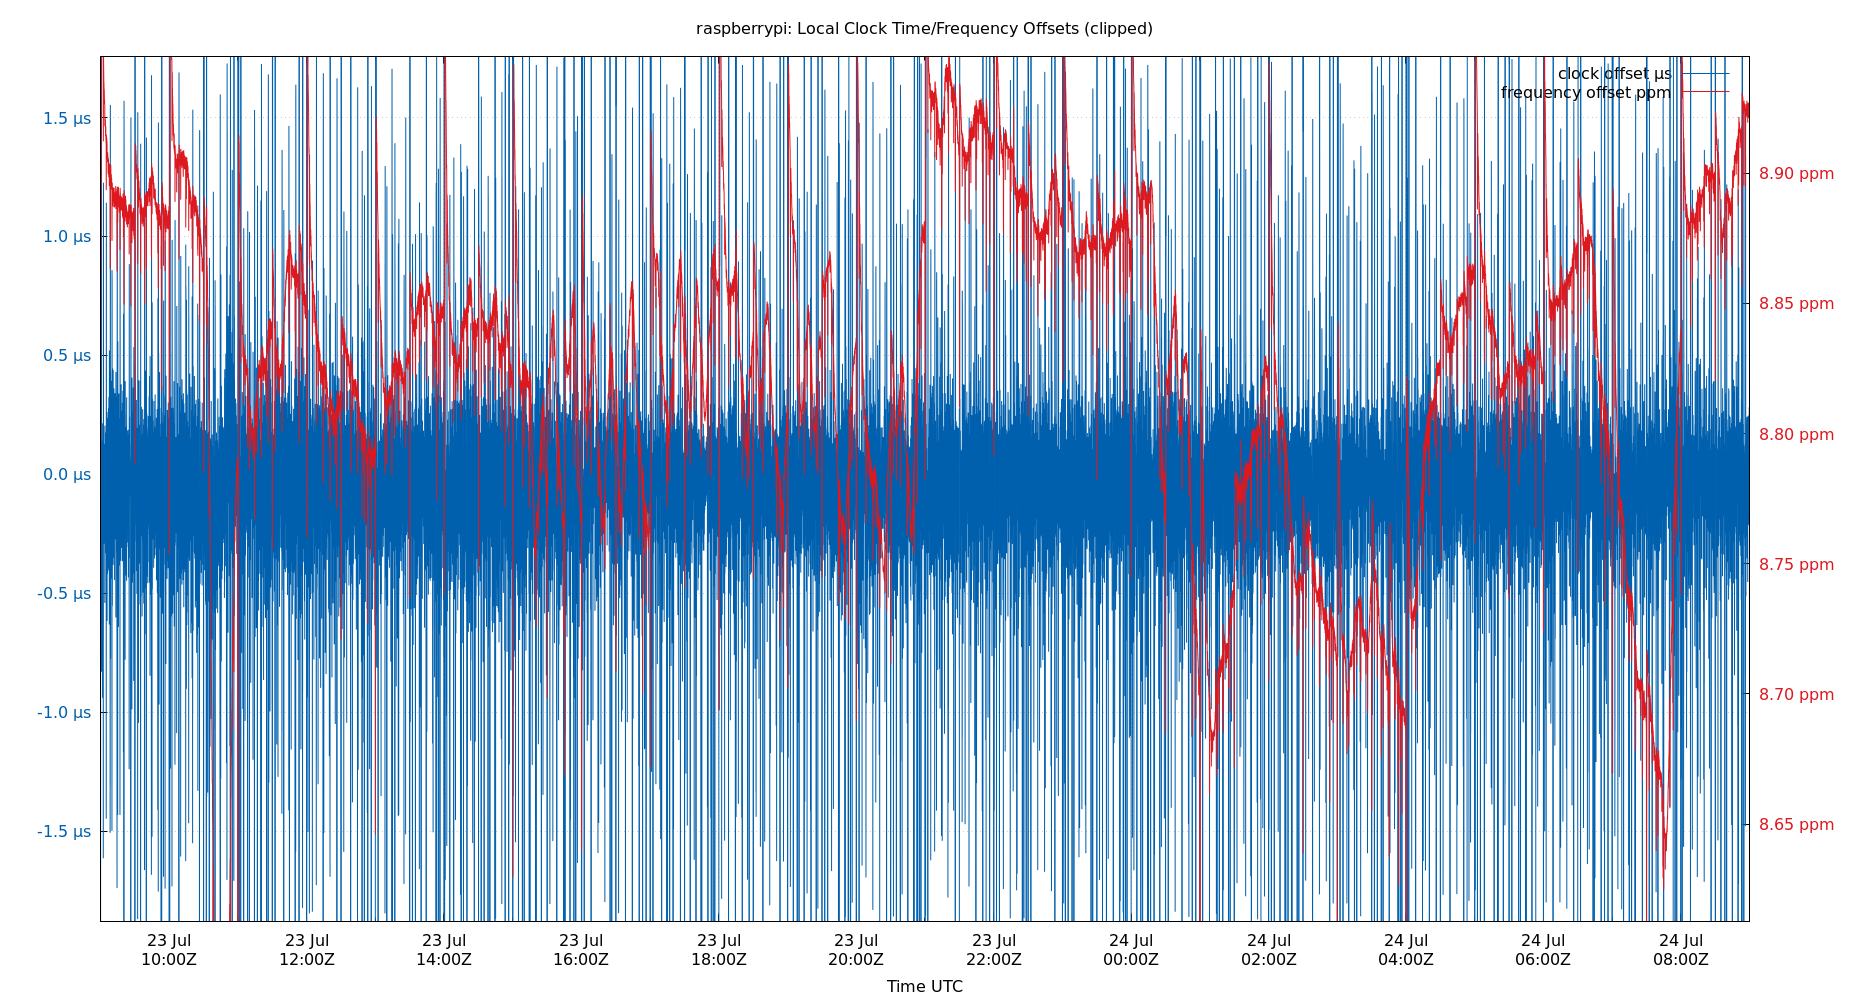 raspberrypi: Local Clock Time/Frequency Offsets (clipped)
clock offset µs
frequency offset ppm
1.5 µs
1.0 µs
0.5 µs
0.0 µs
-0.5 µs
-1.0 µs
-1.5 µs
8.90 ppm
8.85 ppm
8.80 ppm
8.75 ppm
8.70 ppm
8.65 ppm
23 Jul
10:00Z
23 Jul
12:00Z
23 Jul
14:00Z
23 Jul
16:00Z
23 Jul
18:00Z
23 Jul
20:00Z
23 Jul
22:00Z
24 Jul
00:00Z
24 Jul
02:00Z
24 Jul
04:00Z
24 Jul
06:00Z
24 Jul
08:00Z
Time UTC